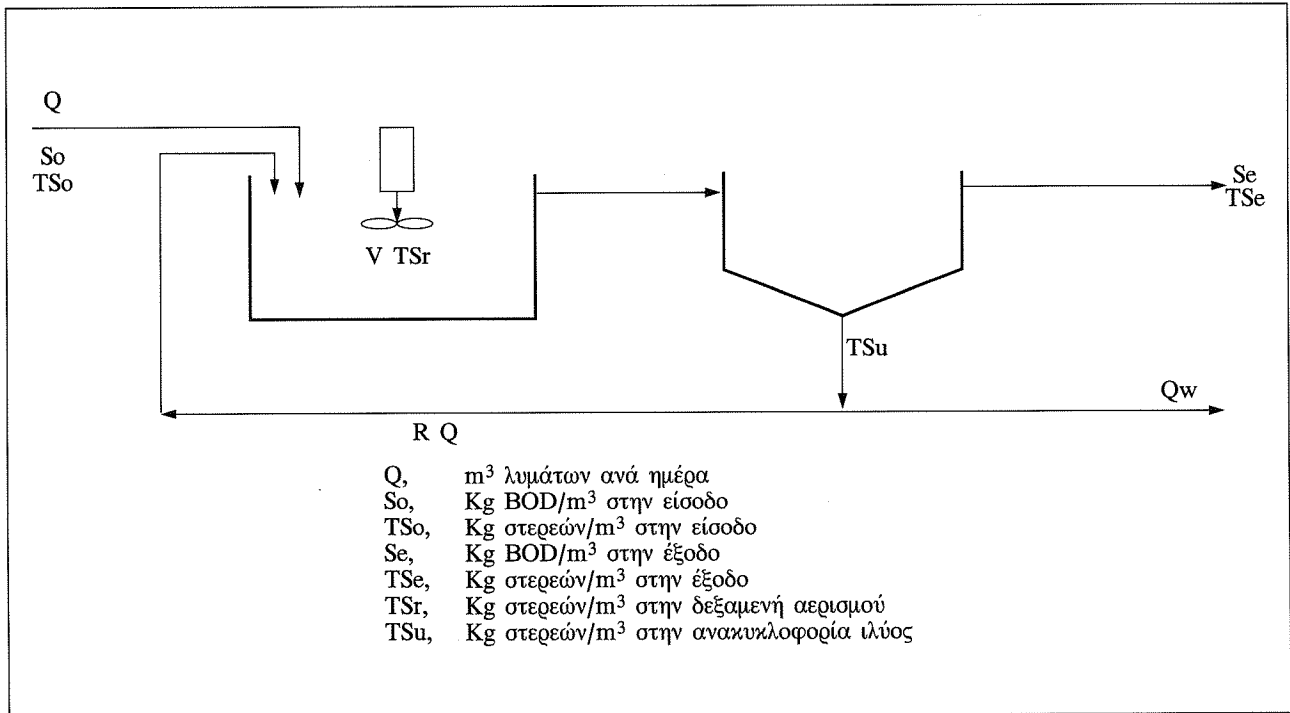 Q
So
TSo
V TSr
Se
TSe
TSu
Qw
R Q
Q, m³ λυμάτων ανά ημέρα
So, Kg BOD/m³ στην είσοδο
TSo, Kg στερεών/m³ στην είσοδο
Se, Kg BOD/m³ στην έξοδο
TSe, Kg στερεών/m³ στην έξοδο
TSr, Kg στερεών/m³ στην δεξαμενή αερισμού
TSu, Kg στερεών/m³ στην ανακυκλοφορία ιλύος